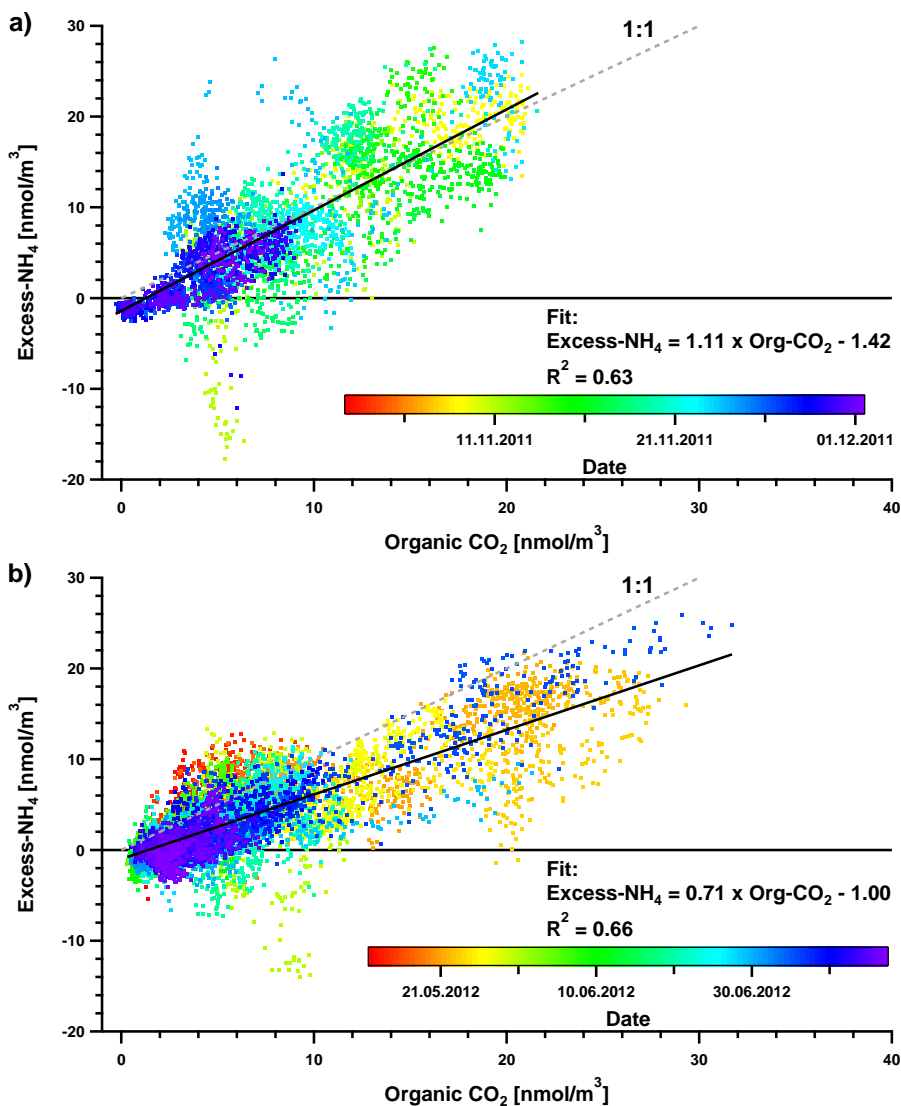 a)
1:1
30
20
10
0
-10
-20
Excess-NH₄ [nmol/m³]
Fit:
Excess-NH₄ = 1.11 x Org-CO₂ - 1.42
R² = 0.63
11.11.2011 21.11.2011 01.12.2011
Date
0 10 20 30 40
Organic CO₂ [nmol/m³]
b)
1:1
30
20
10
0
-10
-20
Excess-NH₄ [nmol/m³]
Fit:
Excess-NH₄ = 0.71 x Org-CO₂ - 1.00
R² = 0.66
21.05.2012 10.06.2012 30.06.2012
Date
0 10 20 30 40
Organic CO₂ [nmol/m³]